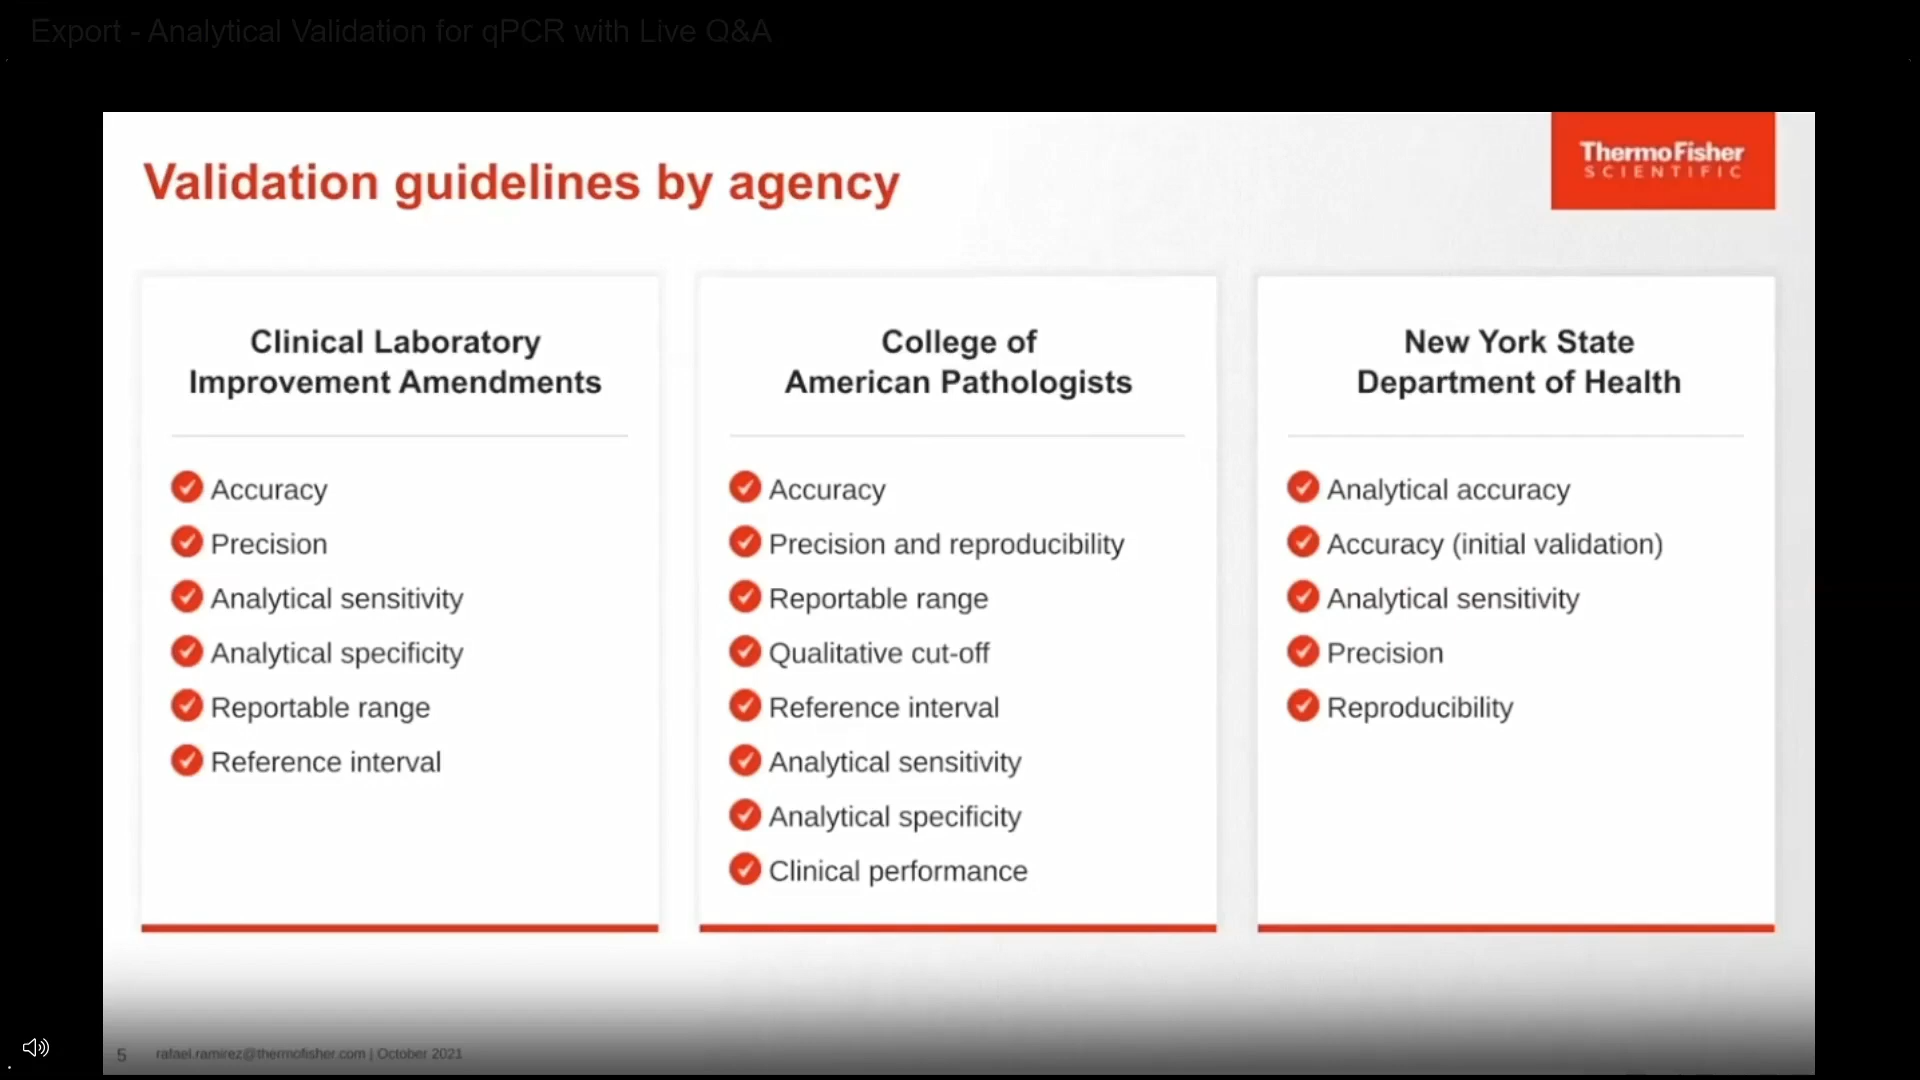 Export - Analytical Validation for qPCR with Live Q&A
ThermoFisher
SCIENTIFIC
Validation guidelines by agency
Clinical Laboratory
Improvement Amendments
Accuracy
Precision
Analytical sensitivity
Analytical specificity
Reportable range
Reference interval
College of
American Pathologists
Accuracy
Precision and reproducibility
Reportable range
Qualitative cut-off
Reference interval
Analytical sensitivity
Analytical specificity
Clinical performance
New York State
Department of Health
Analytical accuracy
Accuracy (initial validation)
Analytical sensitivity
Precision
Reproducibility
5 rafael.ramirez@thermofisher.com | October 2021